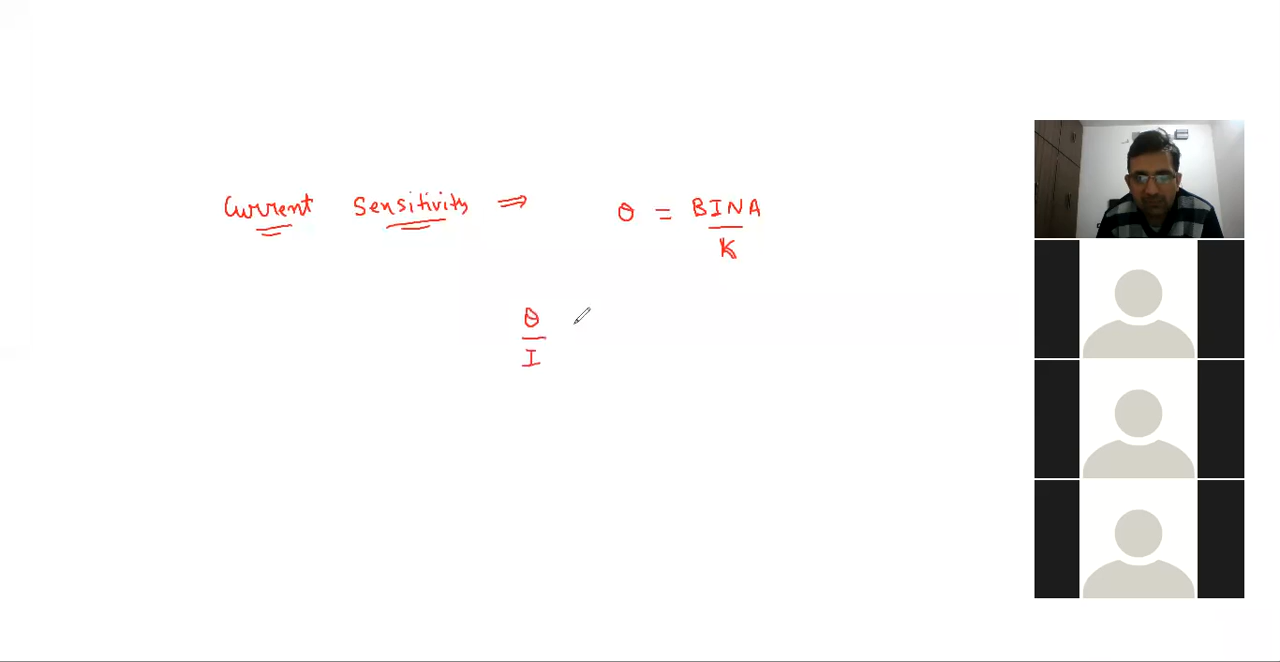 Current Sensitivity ⇒ θ = BINA
K
θ
I